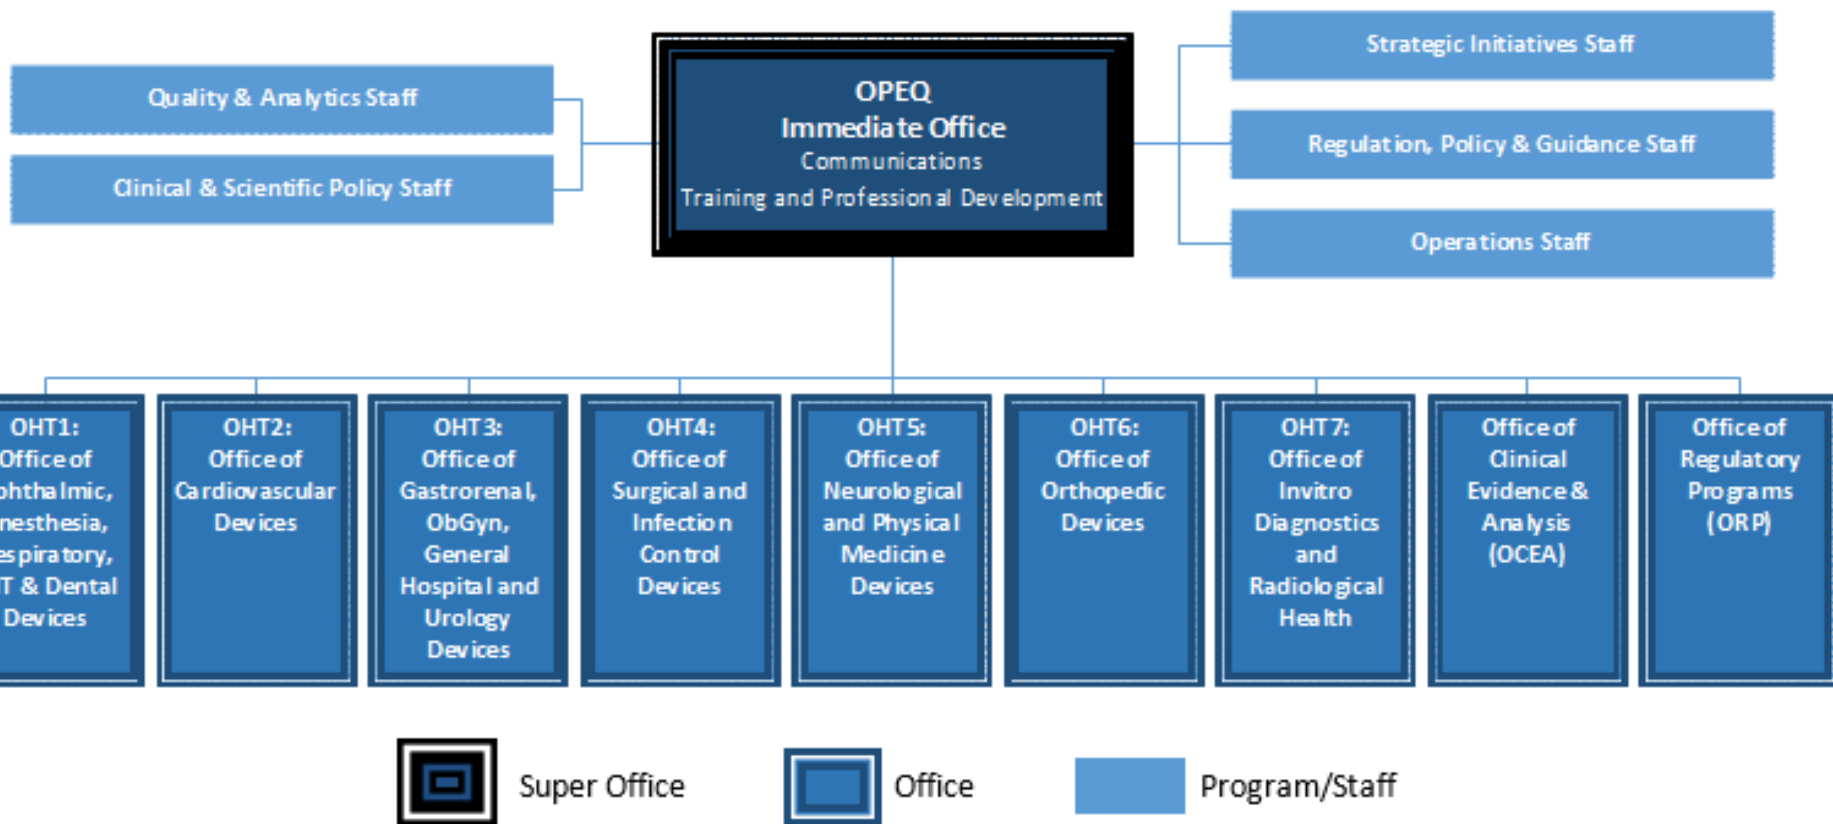 Quality & Analytics Staff
Clinical & Scientific Policy Staff
OPEQ
Immediate Office
Communications
Training and Professional Development
Strategic Initiatives Staff
Regulation, Policy & Guidance Staff
Operations Staff
OHT1:
Office of
phthalmic,
nesthesia,
espiratory,
T & Dental
Devices
OHT2:
Office of
Cardiovascular
Devices
OHT3:
Office of
Gastrorenal,
ObGyn,
General
Hospital and
Urology
Devices
OHT4:
Office of
Surgical and
Infection
Control
Devices
OHT5:
Office of
Neurological
and Physical
Medicine
Devices
OHT6:
Office of
Orthopedic
Devices
OHT7:
Office of
Invitro
Diagnostics
and
Radiological
Health
Office of
Clinical
Evidence &
Analysis
(OCEA)
Office of
Regulatory
Programs
(ORP)
Super Office
Office
Program/Staff